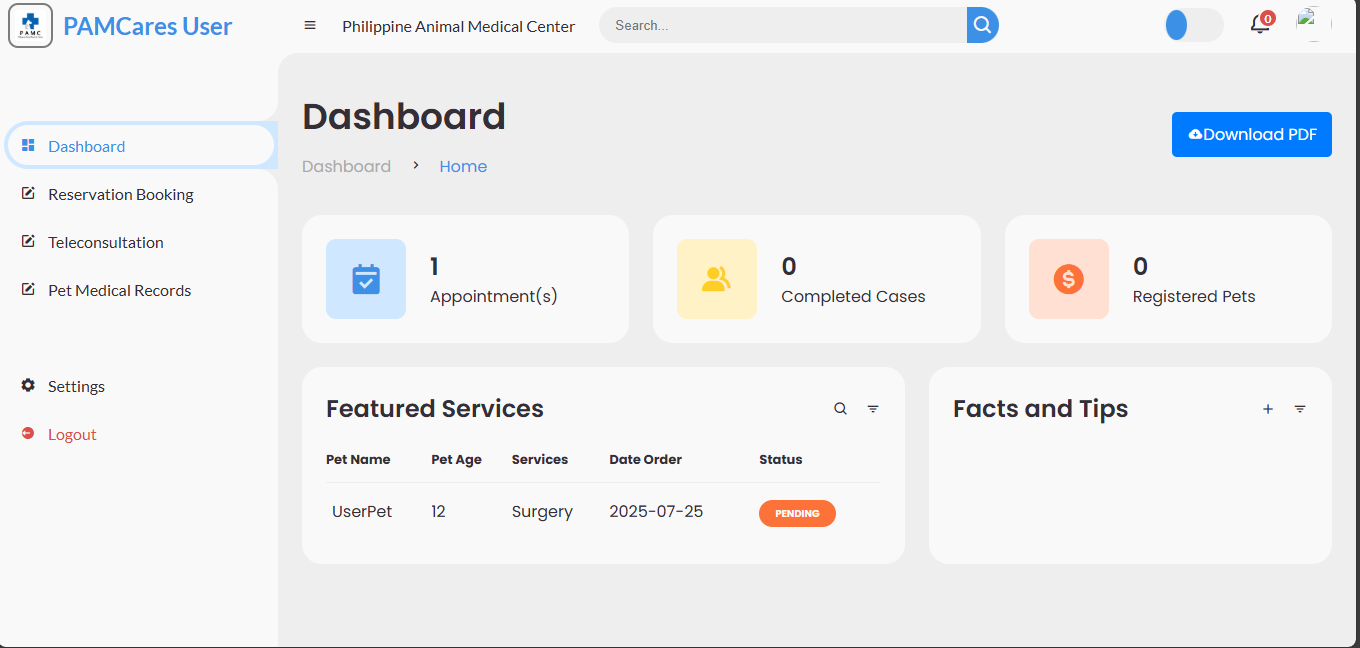 PAMC
PAMCares User
Philippine Animal Medical Center
Search...
0
Dashboard
Reservation Booking
Teleconsultation
Pet Medical Records
Settings
Logout
Dashboard
Dashboard > Home
Download PDF
1
Appointment(s)
0
Completed Cases
0
Registered Pets
Featured Services
Pet Name Pet Age Services Date Order Status
UserPet 12 Surgery 2025-07-25 PENDING
Facts and Tips